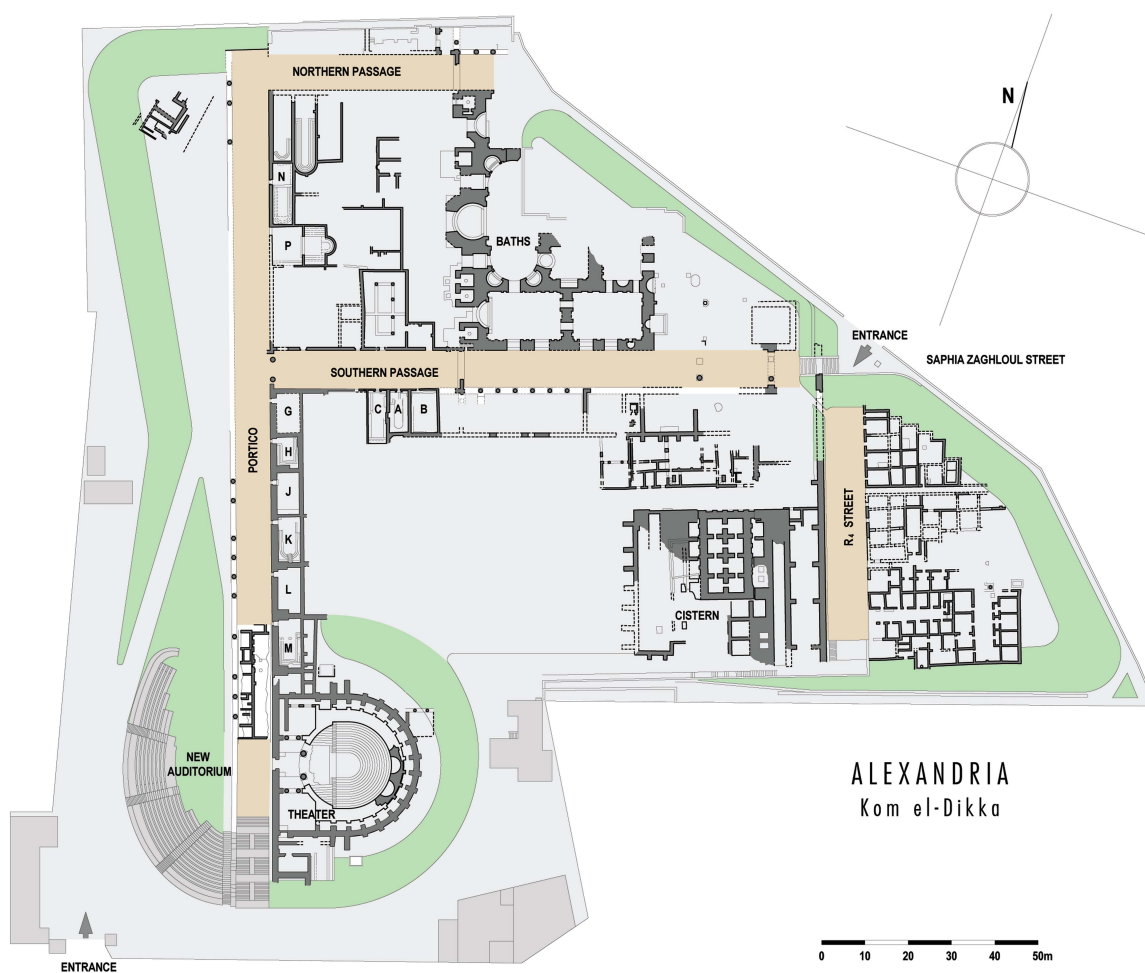 NORTHERN PASSAGE
N
N
P
BATHS
ENTRANCE
SAPHIA ZAGHLOUL STREET
SOUTHERN PASSAGE
PORTICO
G
C
A
B
H
J
K
R₄ STREET
L
CISTERN
M
NEW
AUDITORIUM
THEATER
ALEXANDRIA
Kom el-Dikka
ENTRANCE
0 10 20 30 40 50m